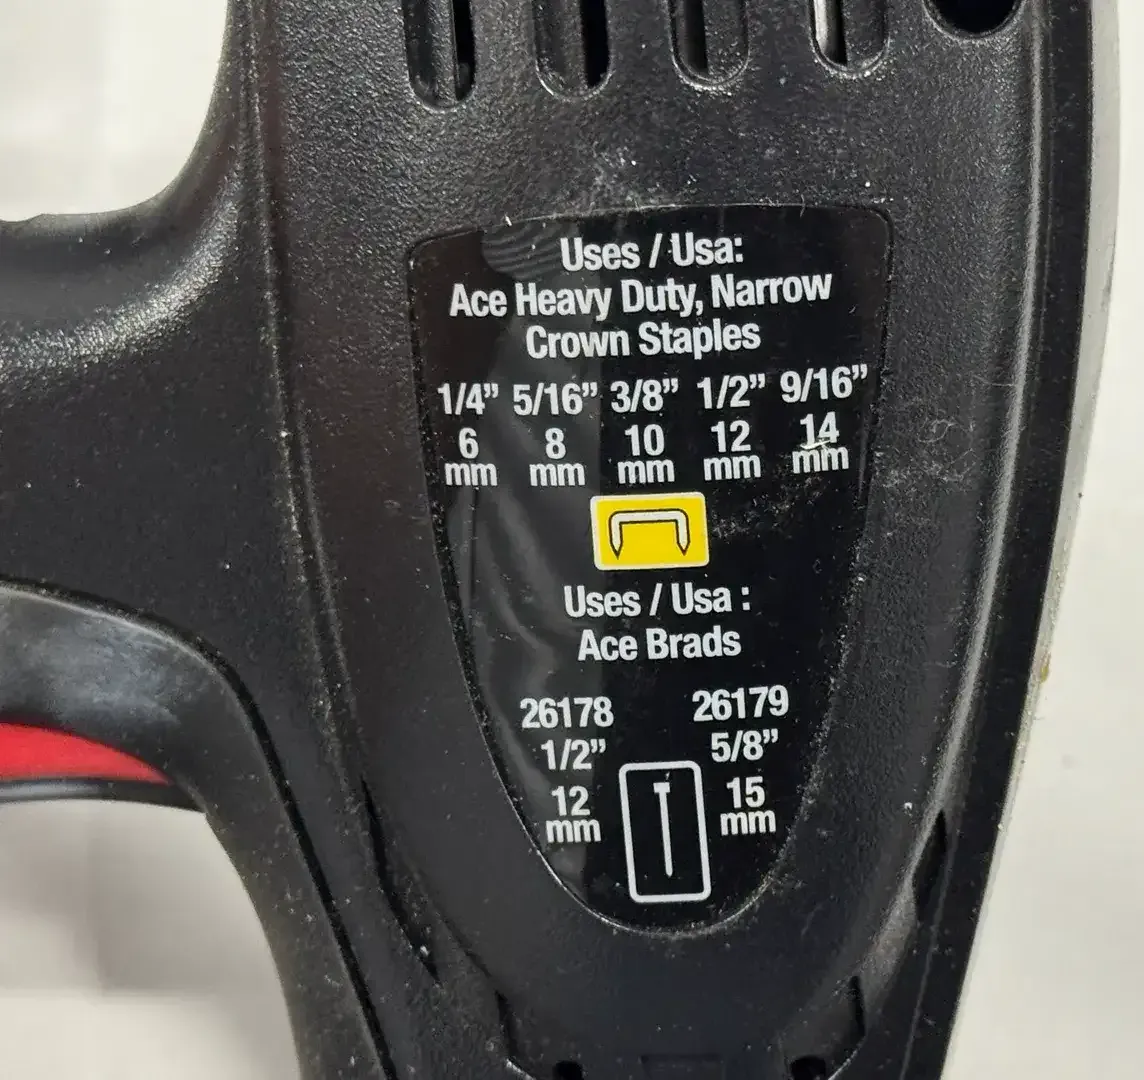 Uses / Usa:
Ace Heavy Duty, Narrow
Crown Staples
1/4” 5/16” 3/8” 1/2” 9/16”
6 8 10 12 14
mm mm mm mm mm
Uses / Usa :
Ace Brads
26178 26179
1/2” 5/8”
12 15
mm mm